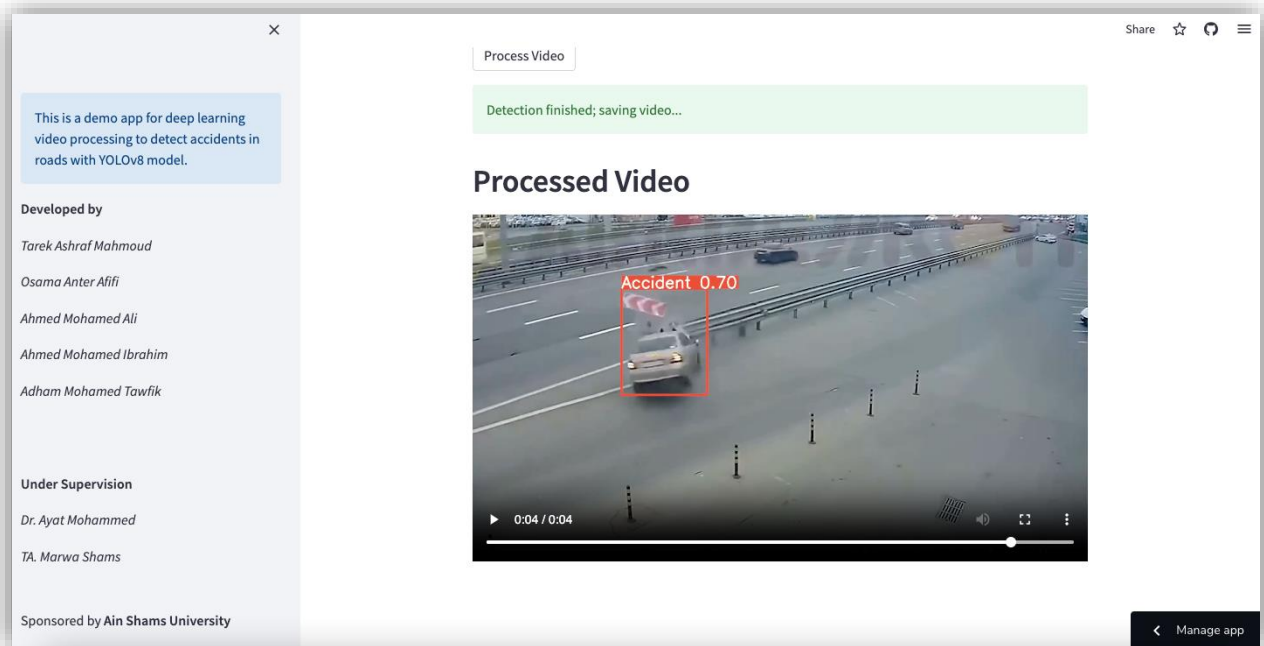 This is a demo app for deep learning
video processing to detect accidents in
roads with YOLOv8 model.
Developed by
Tarek Ashraf Mahmoud
Osama Anter Afifi
Ahmed Mohamed Ali
Ahmed Mohamed Ibrahim
Adham Mohamed Tawfik
Under Supervision
Dr. Ayat Mohammed
TA. Marwa Shams
Sponsored by Ain Shams University
Share
Process Video
Detection finished; saving video...
Processed Video
Accident 0.70
0:04 / 0:04
Manage app